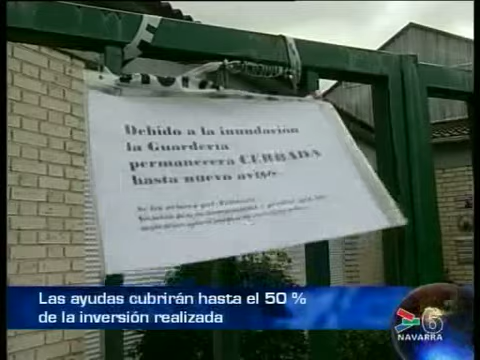 Debido a la inundación
la Guardería
permanecerá CERRADA
hasta nuevo aviso.
Las ayudas cubrirán hasta el 50 %
de la inversión realizada
6
NAVARRA